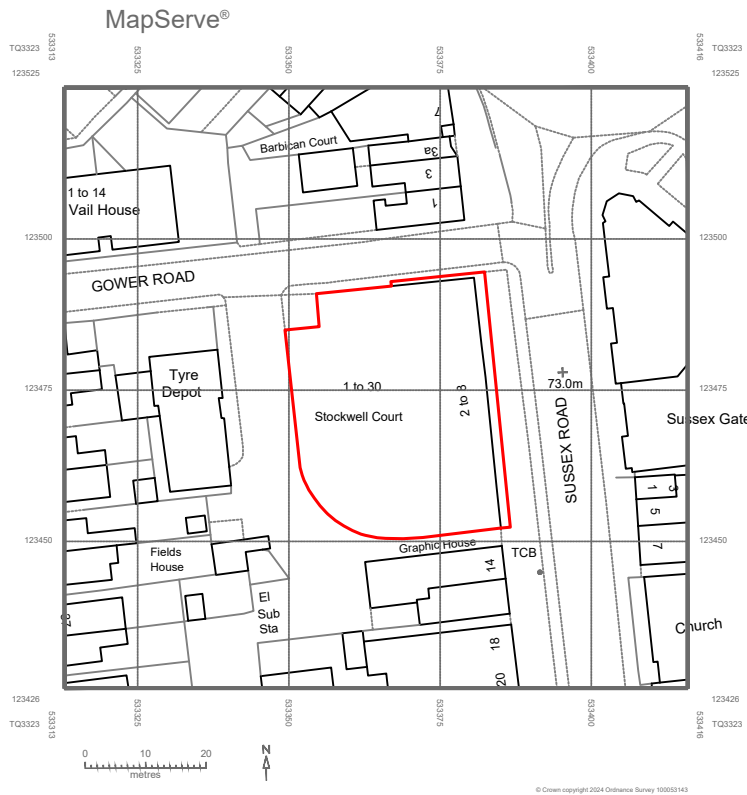 MapServe®
TQ3323
533313
533325
533350
533375
533400
533416
TQ3323
123525
123525
7
Barbican Court
3a
3
1
1 to 14
Vail House
123500
123500
GOWER ROAD
Tyre
Depot
1 to 30
Stockwell Court
2 to 8
73.0m
SUSSEX ROAD
123475
123475
Sussex Gate
1
3
5
7
123450
123450
Fields
House
Graphic House
TCB
14
El
Sub
Sta
18
20
Church
123426
TQ3323
533313
533325
533350
533375
533400
533416
123426
TQ3323
0
10
20
metres
N
© Crown copyright 2024 Ordnance Survey 100053143